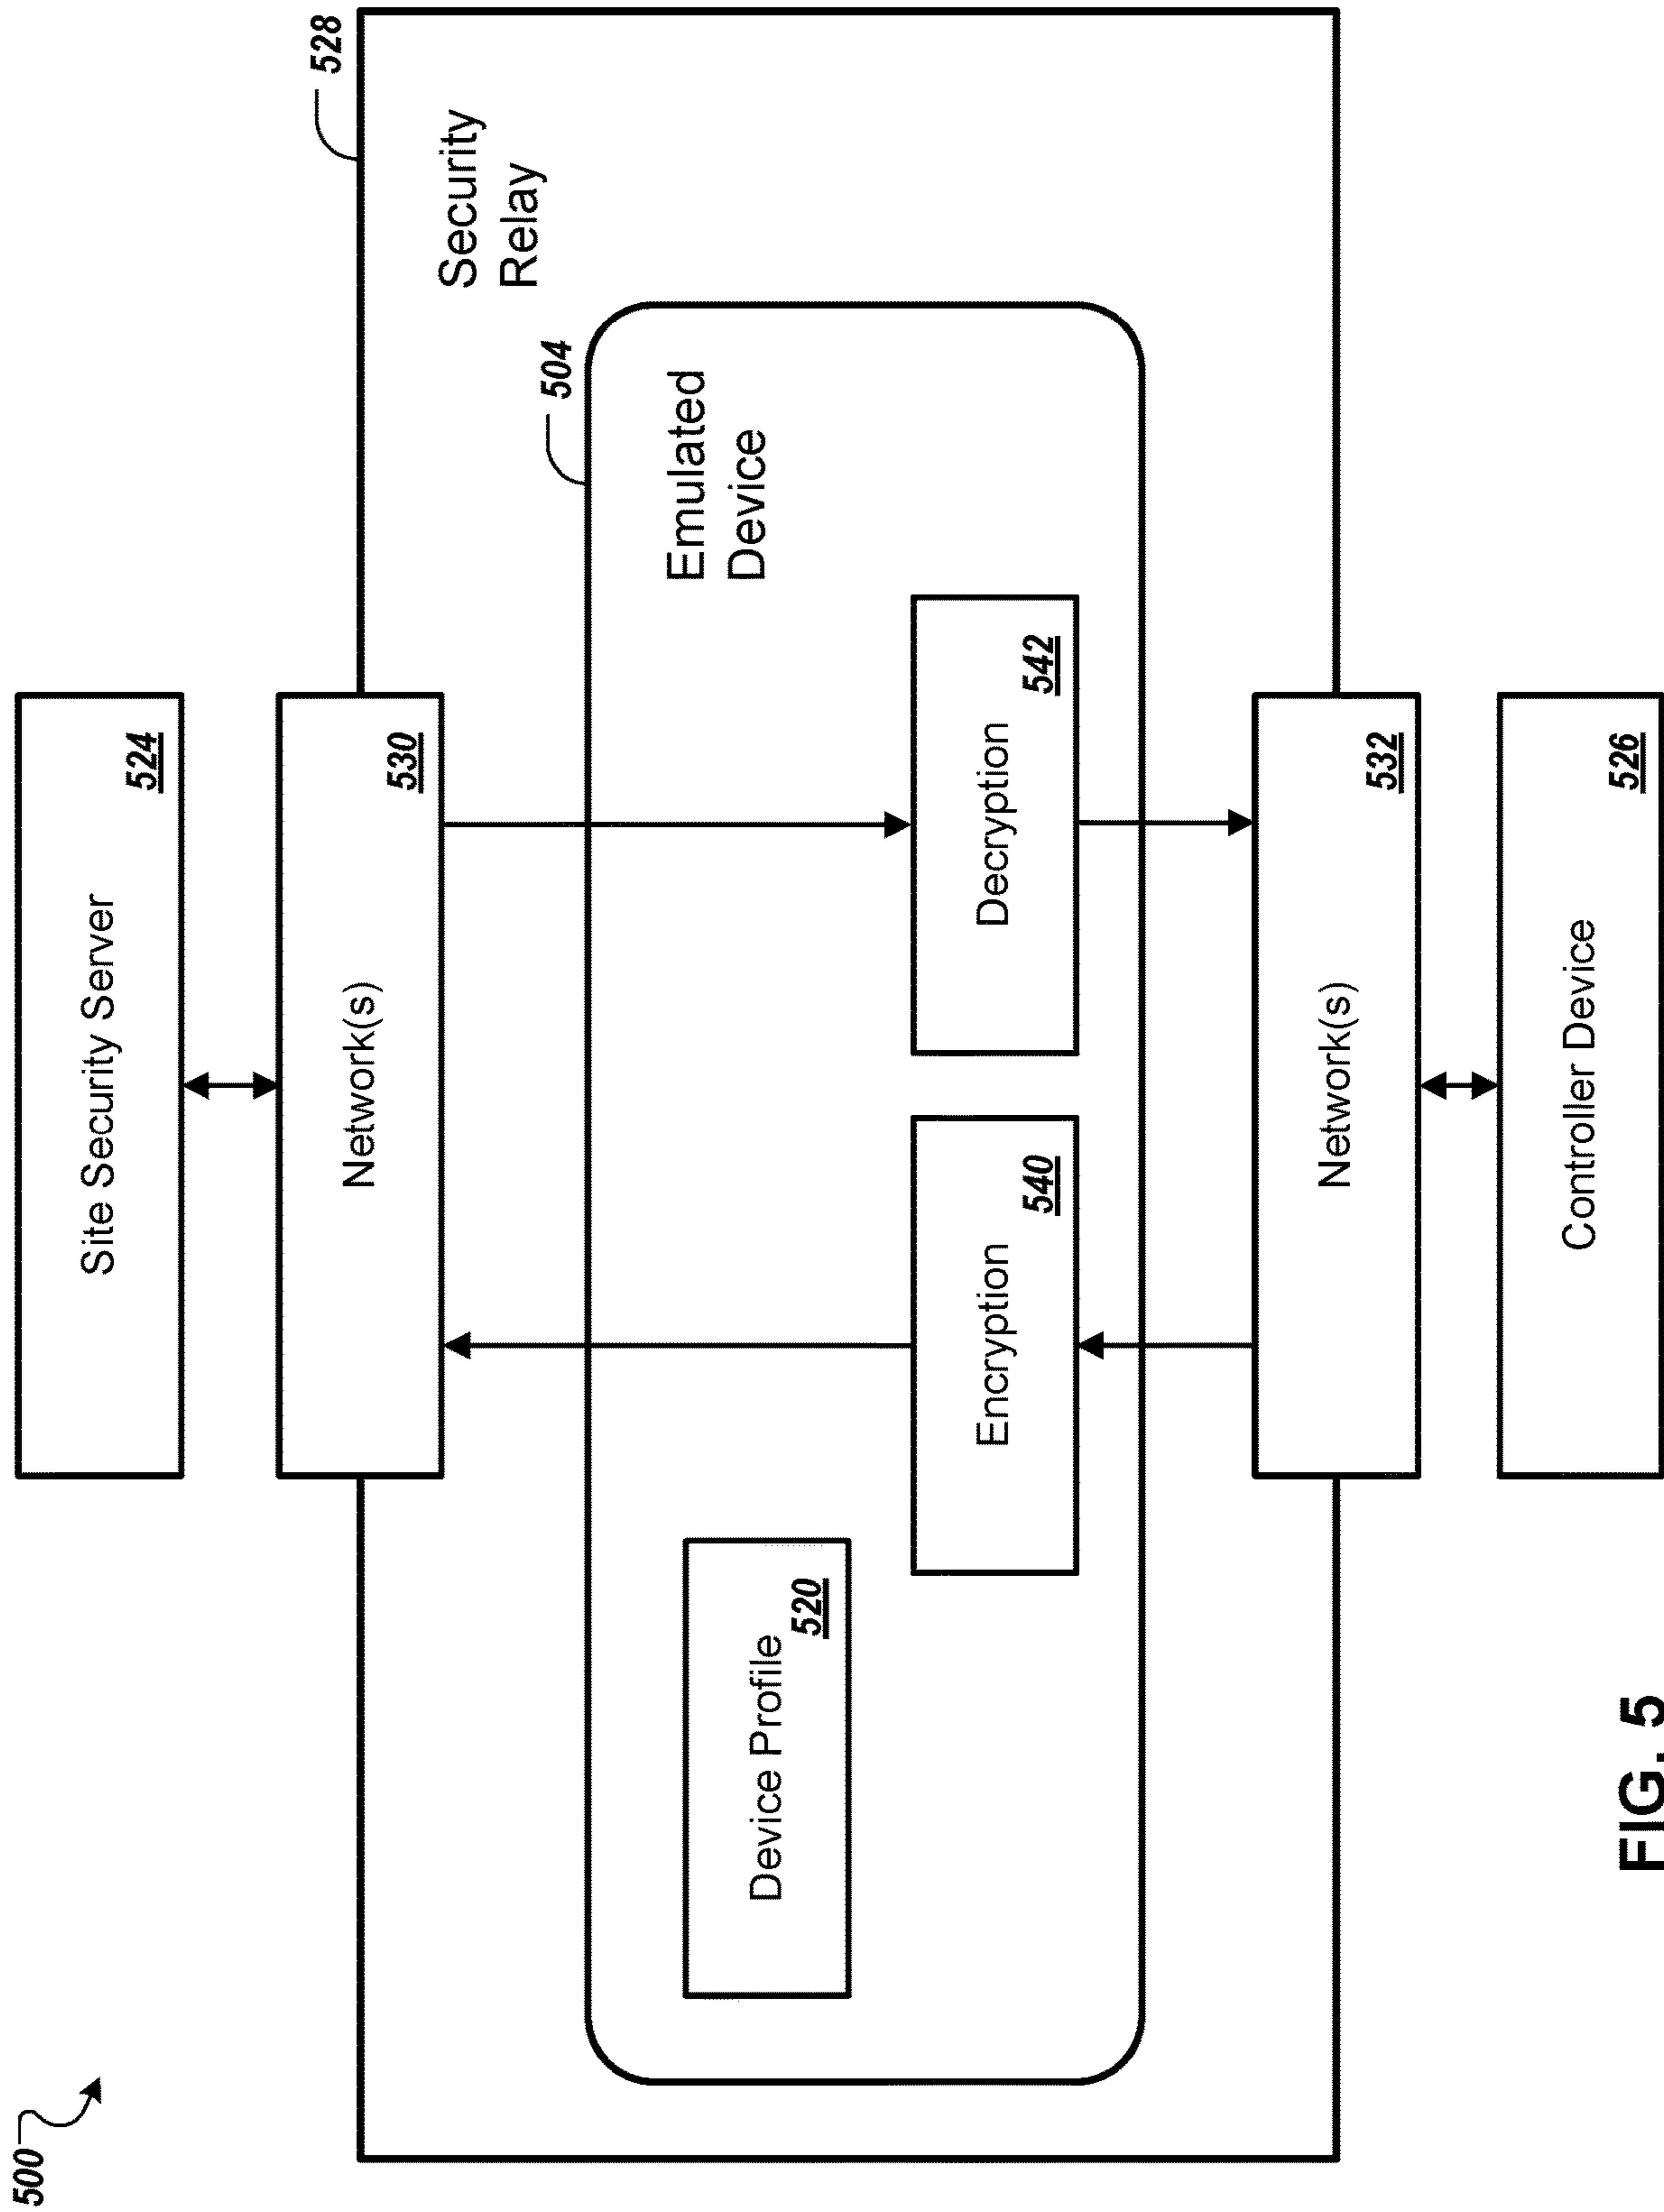 500
Site Security Server
524
Network(s)
530
528
Security
Relay
504
Emulated
Device
Device Profile
520
Encryption
540
Decryption
542
Network(s)
532
Controller Device
526
FIG. 5